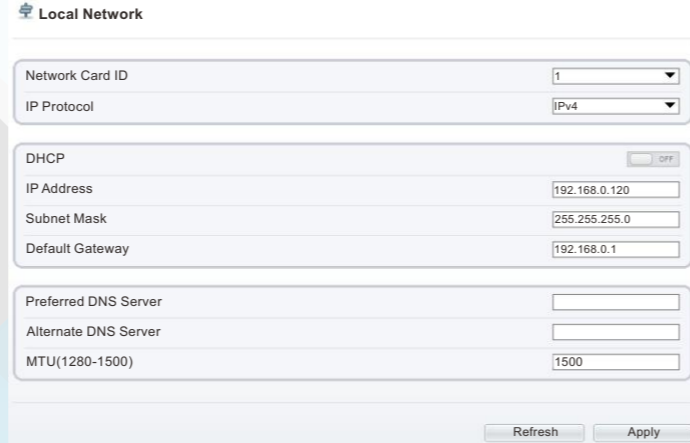 Local Network
Network Card ID 1
IP Protocol IPv4
DHCP OFF
IP Address 192.168.0.120
Subnet Mask 255.255.255.0
Default Gateway 192.168.0.1
Preferred DNS Server
Alternate DNS Server
MTU(1280-1500) 1500
Refresh Apply